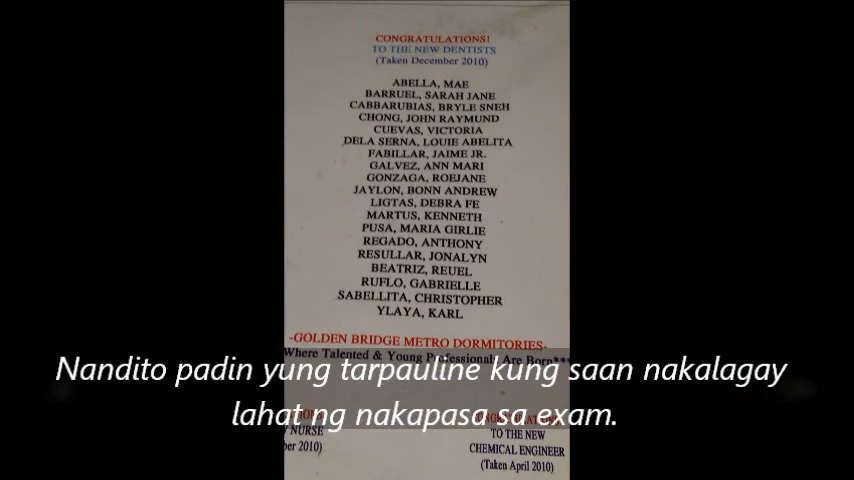 CONGRATULATIONS!
TO THE NEW DENTISTS
(Taken December 2010)
ABELLA, MAE
BARRUEL, SARAH JANE
CABBARUBIAS, BRYLE SNEH
CHONG, JOHN RAYMUND
CUEVAS, VICTORIA
DELA SERNA, LOUIE ABELITA
FABILLAR, JAIME JR.
GALVEZ, ANN MARI
GONZAGA, ROEJANE
JAYLON, BONN ANDREW
LIGTAS, DEBRA FE
MARTUS, KENNETH
PUSA, MARIA GIRLIE
REGADO, ANTHONY
RESULLAR, JONALYN
BEATRIZ, REUEL
RUFLO, GABRIELLE
SABELLITA, CHRISTOPHER
YLAYA, KARL
-GOLDEN BRIDGE METRO DORMITORIES-
Where Talented & Young Professionals Are Born***
Nandito padin yung tarpauline kung saan nakalagay
lahat ng nakapasa sa exam.
NURSE
2010)
TO THE NEW
CHEMICAL ENGINEER
(Taken April 2010)